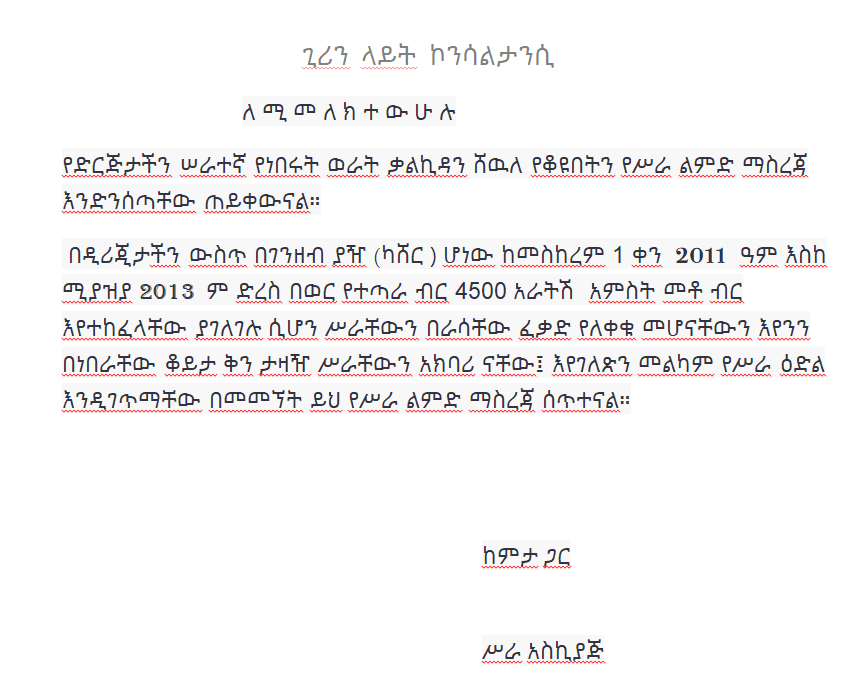 ጊሪን ላይት ኮንሳልታንሲ
ለ ሚ መ ለ ክ ተ ው ሁ ሉ
የድርጅታችን ሠራተኛ የነበሩት ወራት ቃልኪዳን ሽዉለ የቆዩበትን የሥራ ልምድ ማስረጃ
እንድንሰጣቸው ጠይቀውናል።
በዲሪጂታችን ውስጥ በገንዘብ ያዥ (ካሸር ) ሆነው ከመስከረም 1 ቀን 2011 ዓም እስከ
ሚያዝያ 2013 ም ድረስ በወር የተጣራ ብር 4500 አራትሽ አምስት መቶ ብር
እየተከፈላቸው ያገለገሉ ሲሆን ሥራቸውን በራሳቸው ፈቃድ የለቀቁ መሆናቸውን እየንን
በነበራቸው ቆይታ ቅን ታዛዥ ሥራቸውን አክባሪ ናቸው፤ እየገለጽን መልካም የሥራ ዕድል
እንዲገጥማቸው በመመኘት ይህ የሥራ ልምድ ማስረጃ ሰጥተናል።
ከምታ ጋር
ሥራ አስኪያጅ